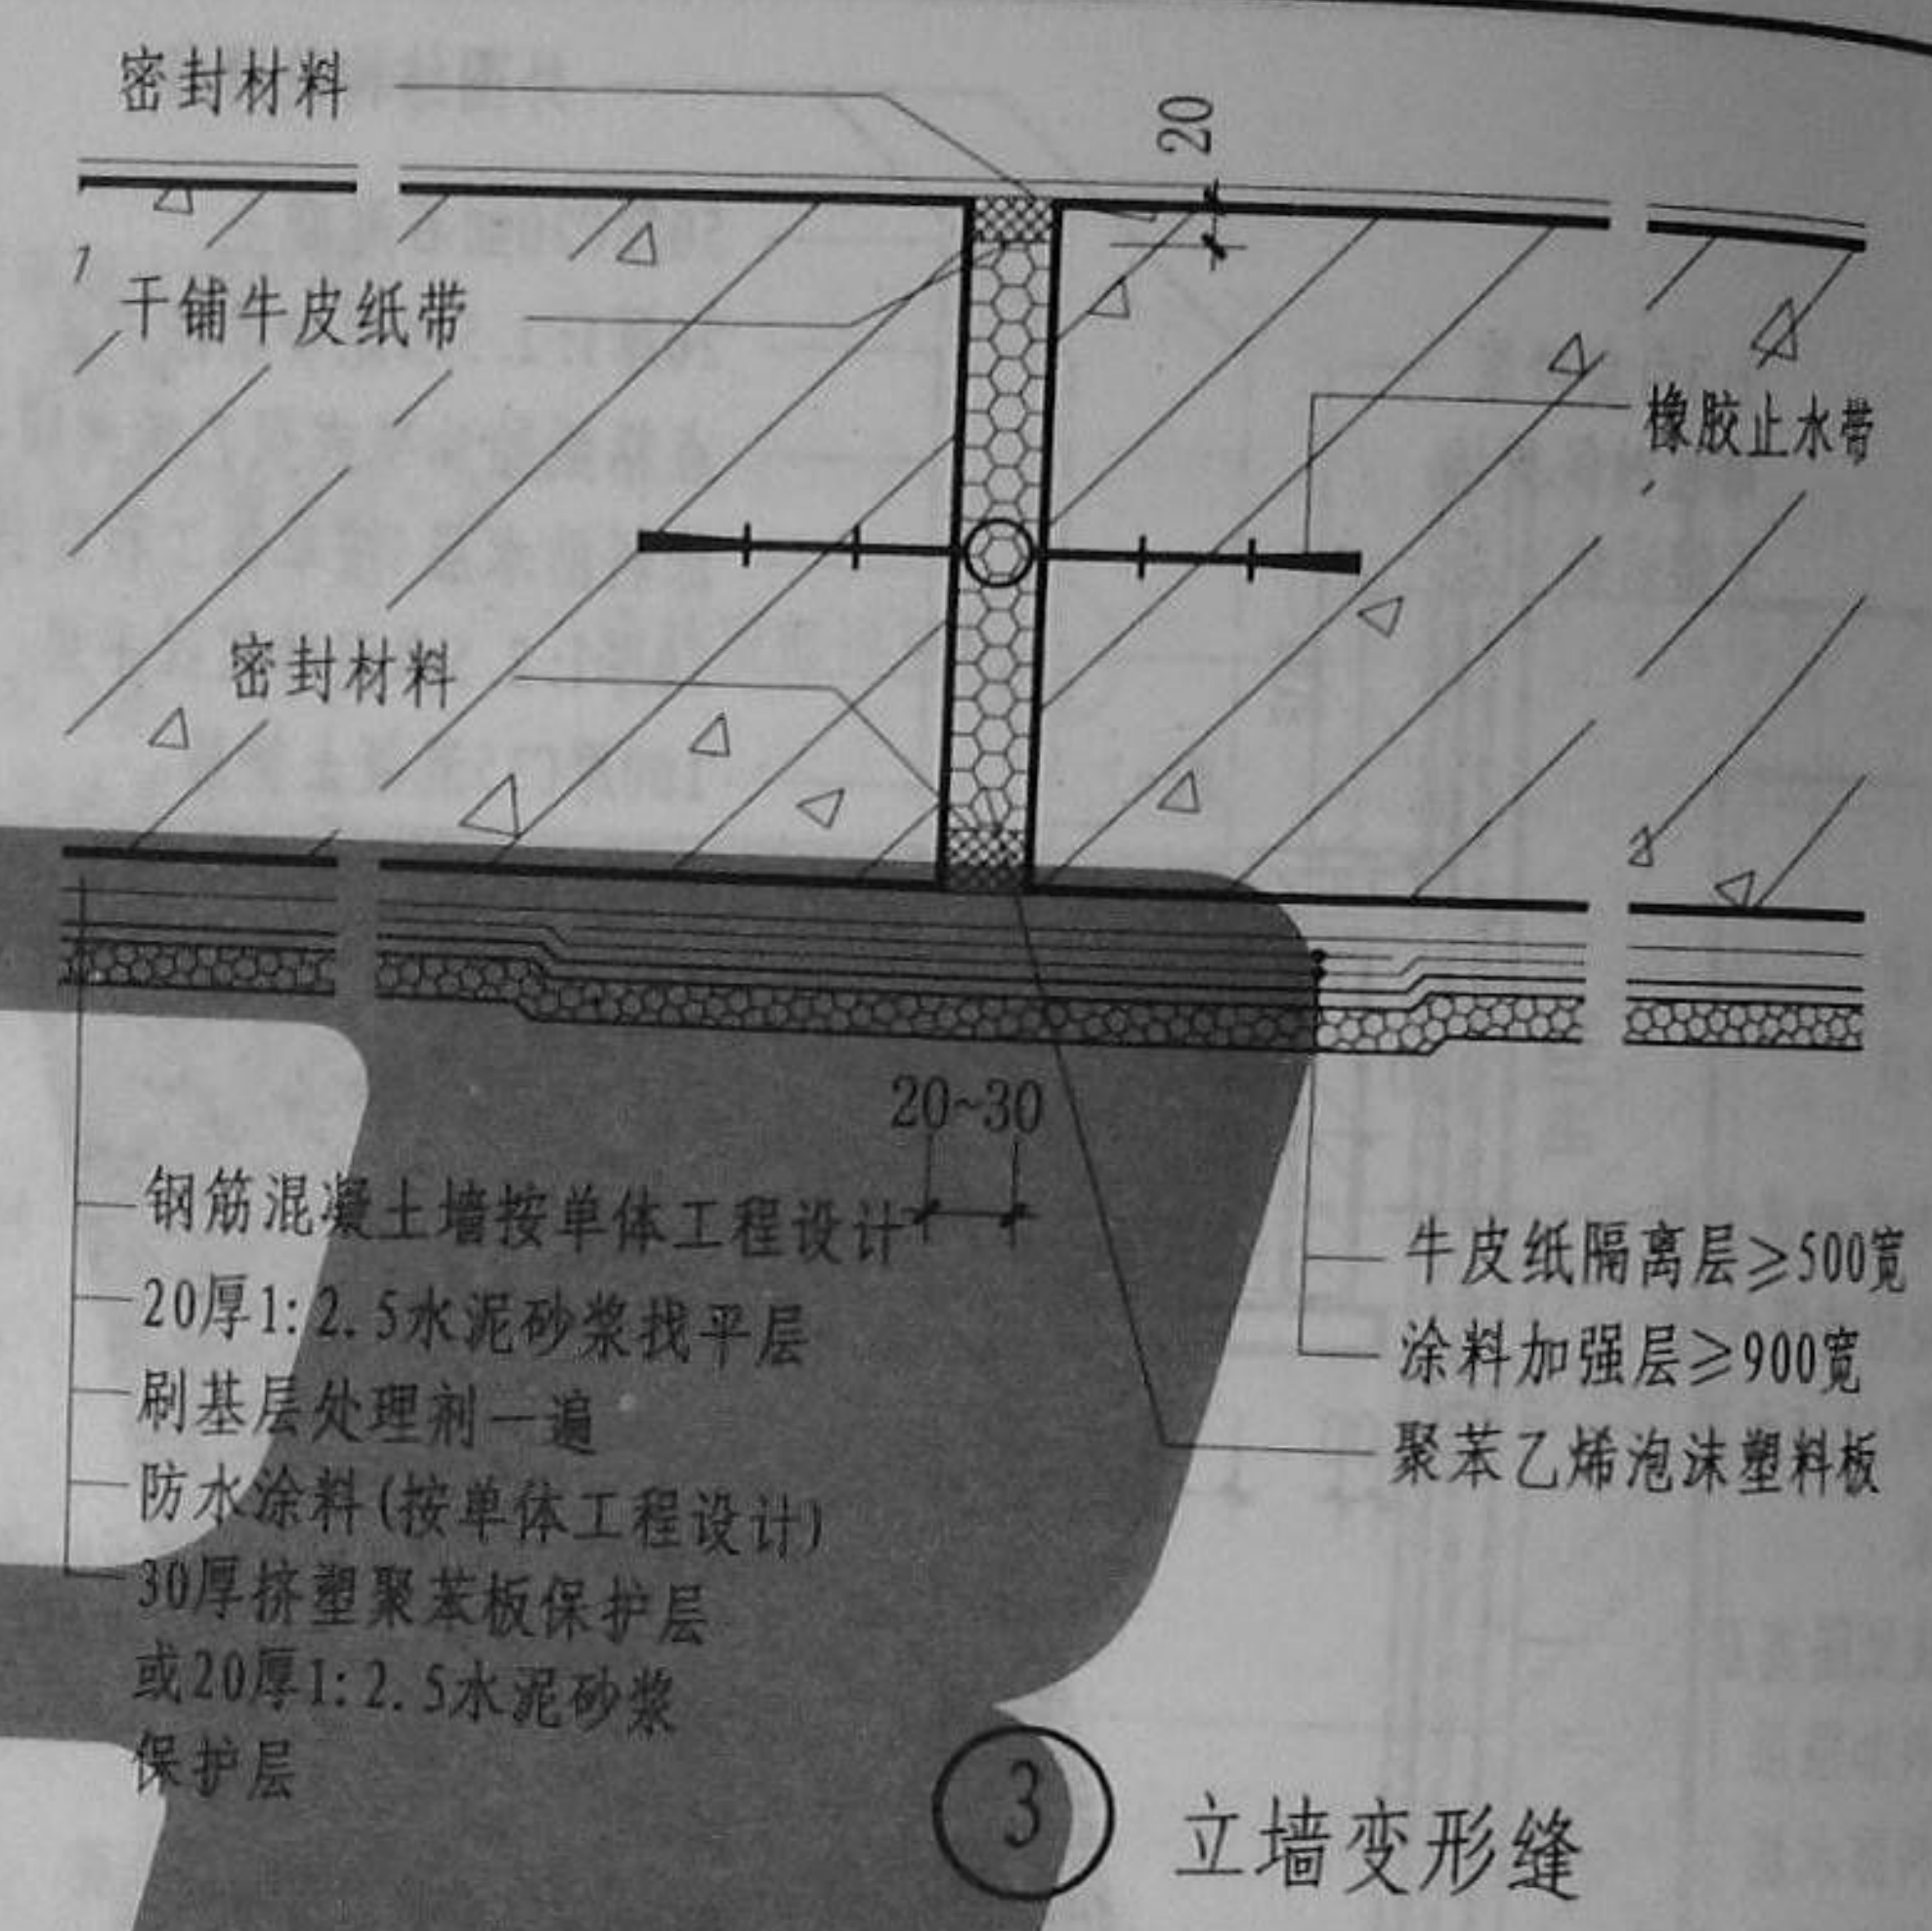 密封材料
20
干铺牛皮纸带
橡胶止水带
密封材料
20~30
钢筋混凝土墙按单体工程设计
20厚1:2.5水泥砂浆找平层
刷基层处理剂一遍
防水涂料(按单体工程设计)
30厚挤塑聚苯板保护层
或20厚1:2.5水泥砂浆
保护层
牛皮纸隔离层≥500宽
涂料加强层≥900宽
聚苯乙烯泡沫塑料板
3
立墙变形缝